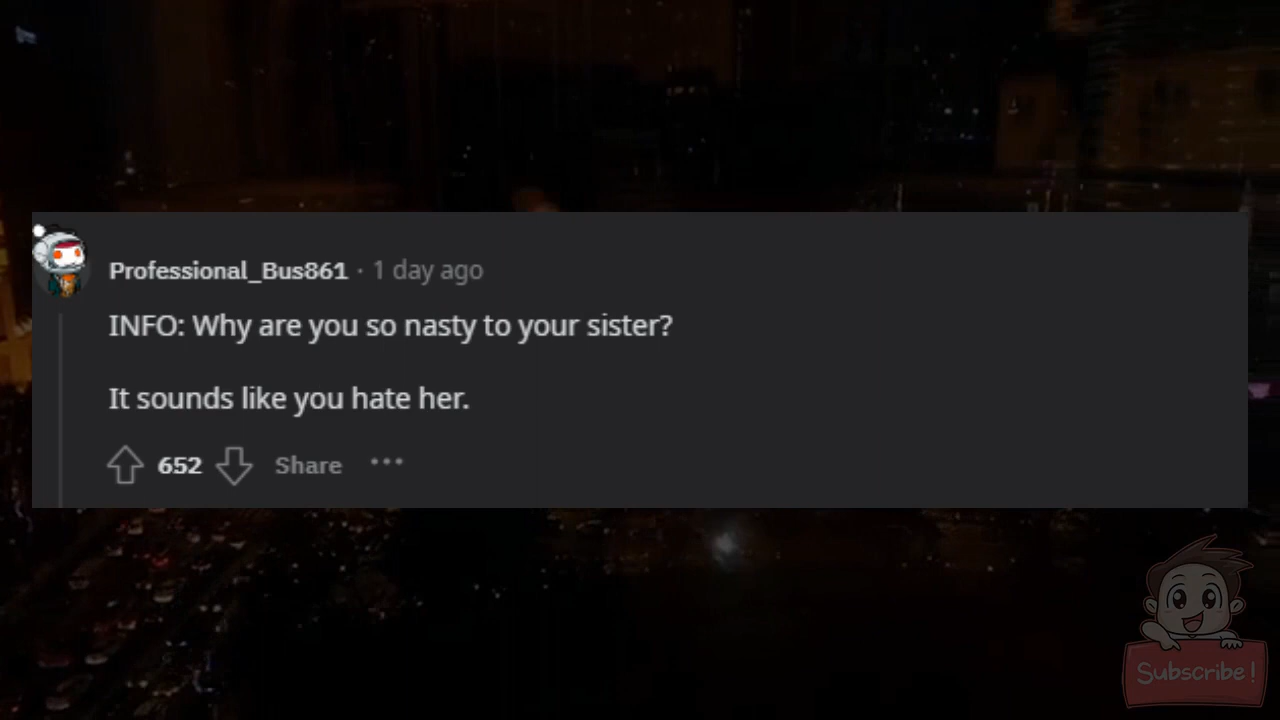 Professional_Bus861 · 1 day ago
INFO: Why are you so nasty to your sister?
It sounds like you hate her.
652 Share ···
Subscribe!